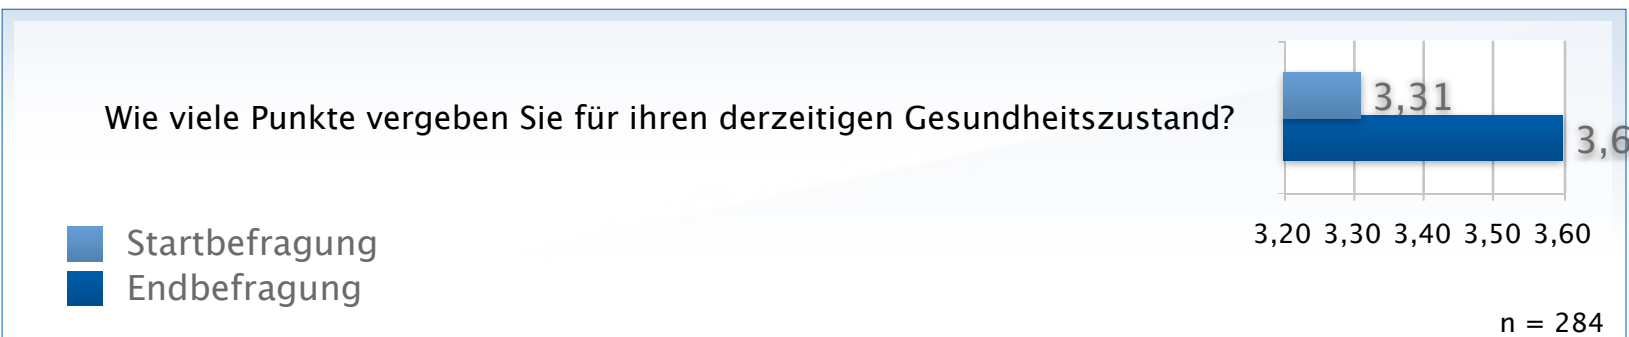 Wie viele Punkte vergeben Sie für ihren derzeitigen Gesundheitszustand?
3,31
3,6
3,20 3,30 3,40 3,50 3,60
Startbefragung
Endbefragung
n = 284